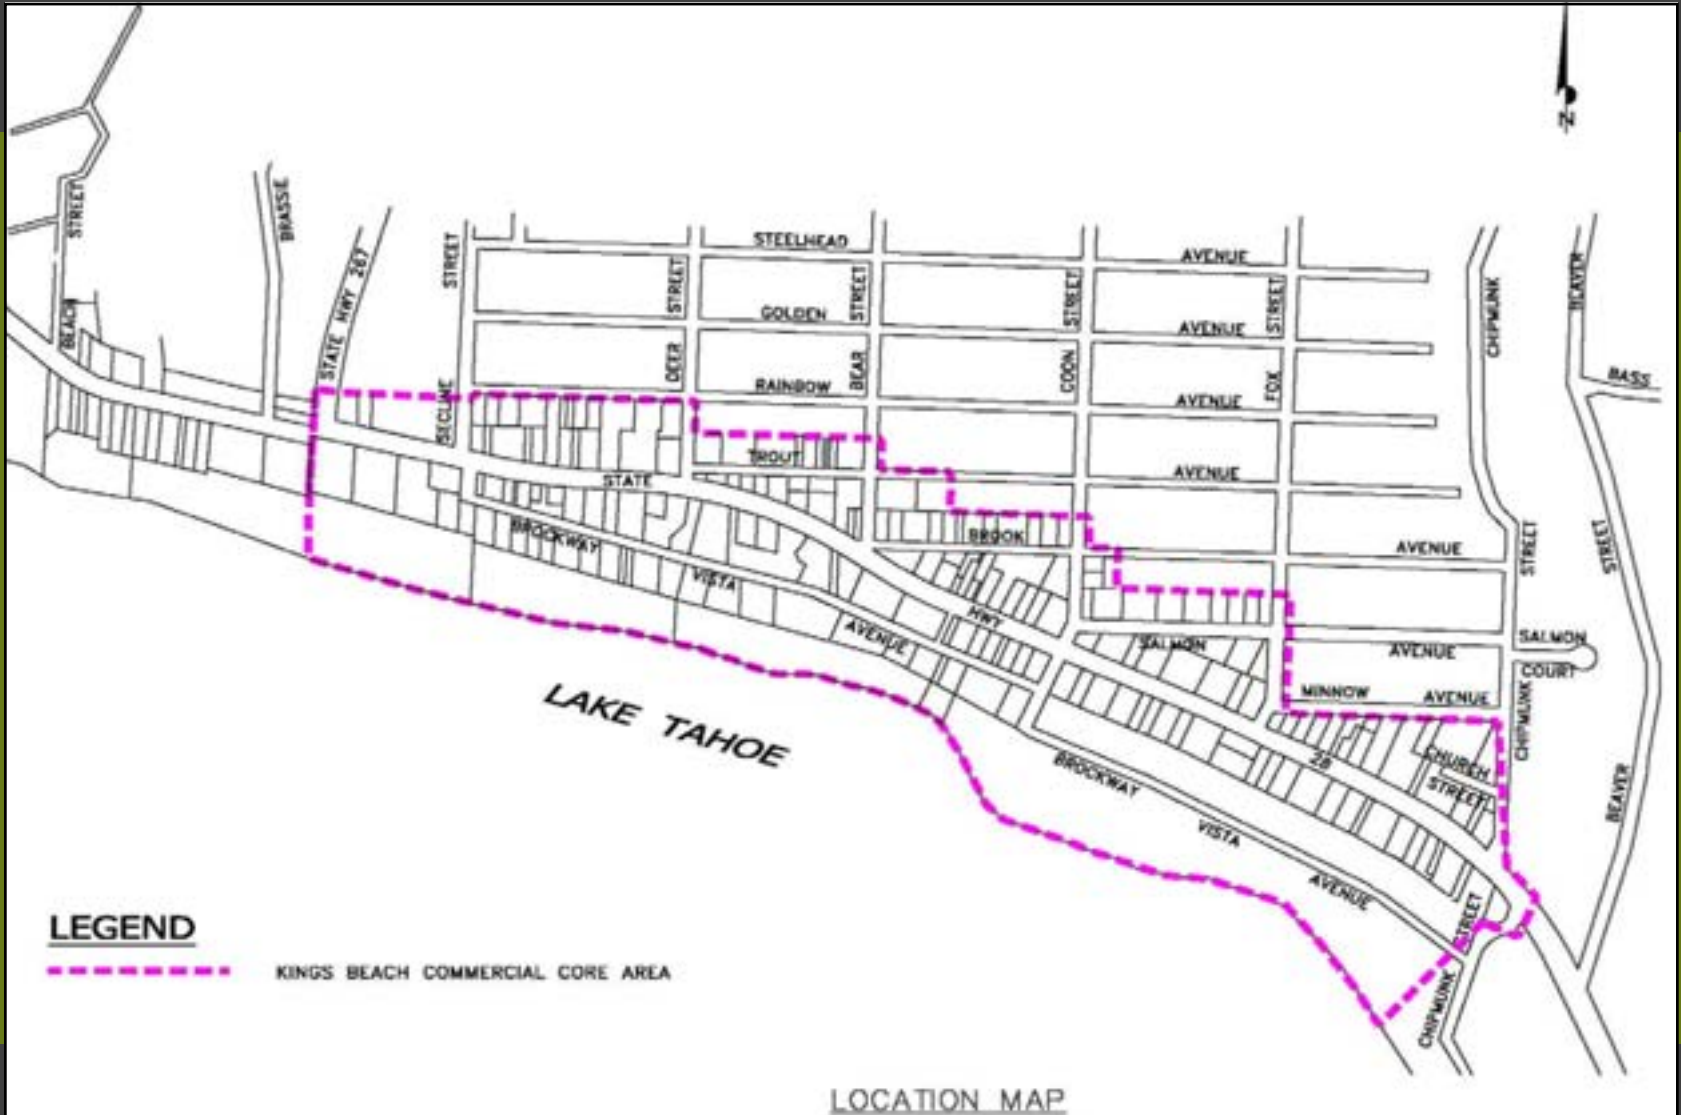 N
STREET
BEACH
BRASSIE
STATE HWY 267
STREET
SECLINE
STREET
DEER
STREET
BEAR
STREET
COON
STREET
FOX
CHIPMUNK
STREET
CHIPMUNK
BEAVER
BASS
STREET
BEAVER
STEELHEAD AVENUE
GOLDEN AVENUE
RAINBOW AVENUE
TROUT AVENUE
BROOK AVENUE
SALMON AVENUE
SALMON
COURT
MINNOW AVENUE
STATE HWY 28
BROCKWAY VISTA AVENUE
CHURCH
STREET
BROCKWAY VISTA AVENUE
STREET
CHIPMUNK
LAKE TAHOE
LEGEND
KINGS BEACH COMMERCIAL CORE AREA
LOCATION MAP